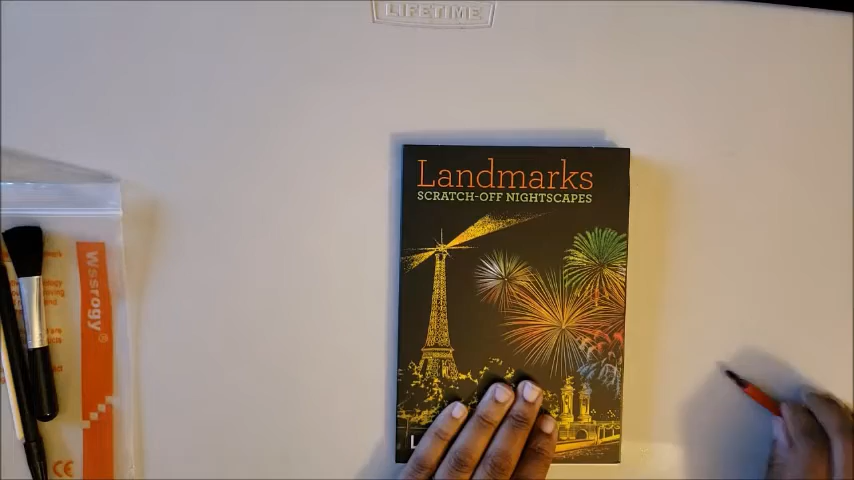 LIFETIME
Landmarks
SCRATCH-OFF NIGHTSCAPES
Wssrogy®
CE